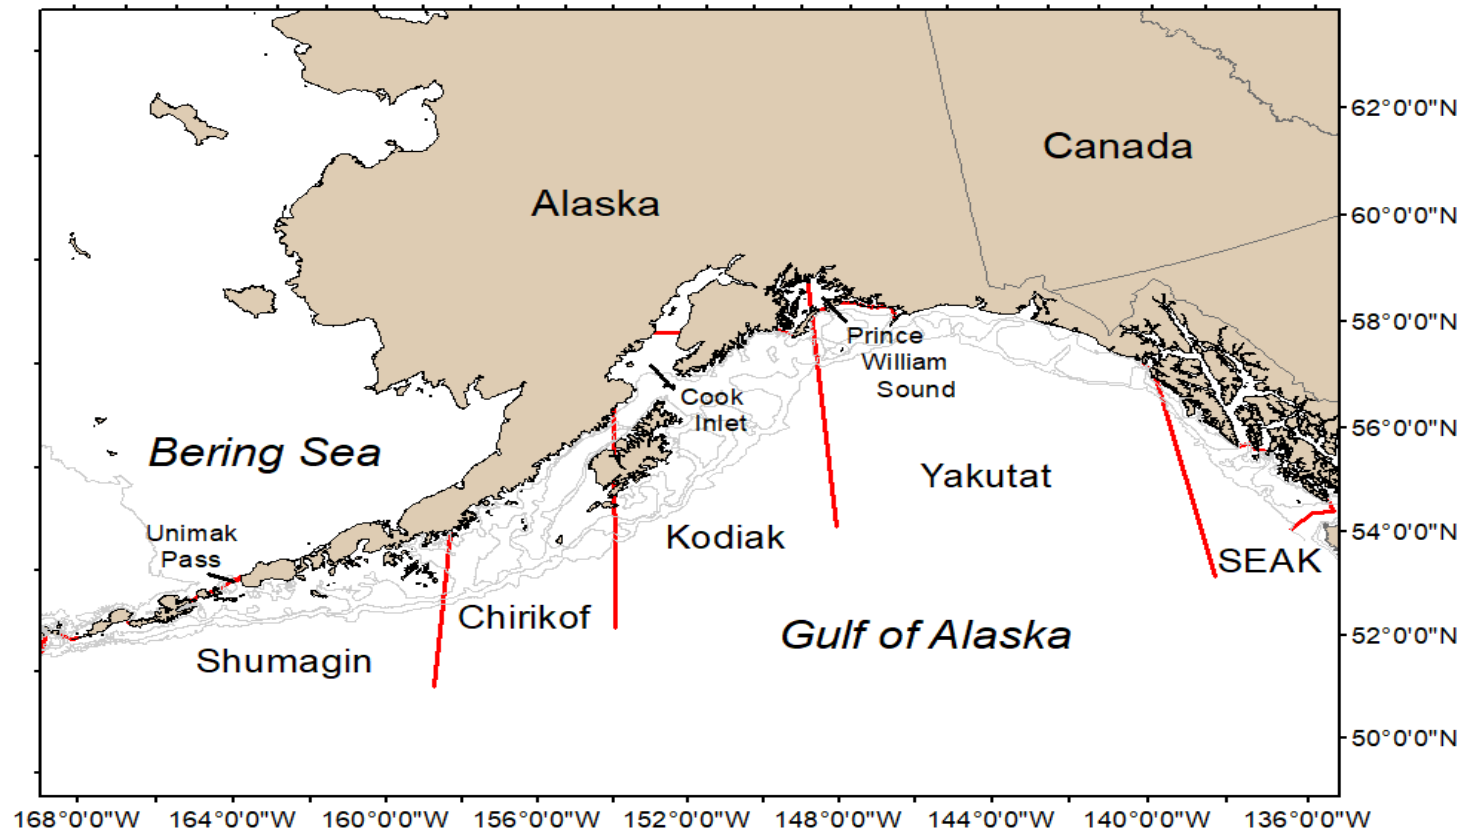 62°0'0"N
Canada
Alaska
60°0'0"N
58°0'0"N
Prince
William
Sound
Cook
Inlet
56°0'0"N
Bering Sea
Yakutat
Unimak
Pass
54°0'0"N
Kodiak
SEAK
Chirikof
Gulf of Alaska
52°0'0"N
Shumagin
50°0'0"N
168°0'0"W 164°0'0"W 160°0'0"W 156°0'0"W 152°0'0"W 148°0'0"W 144°0'0"W 140°0'0"W 136°0'0"W